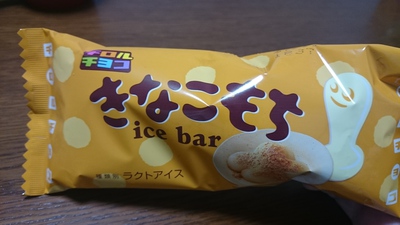 チロル
チョコ
きなこもち
ice bar
種類別 ラクトアイス